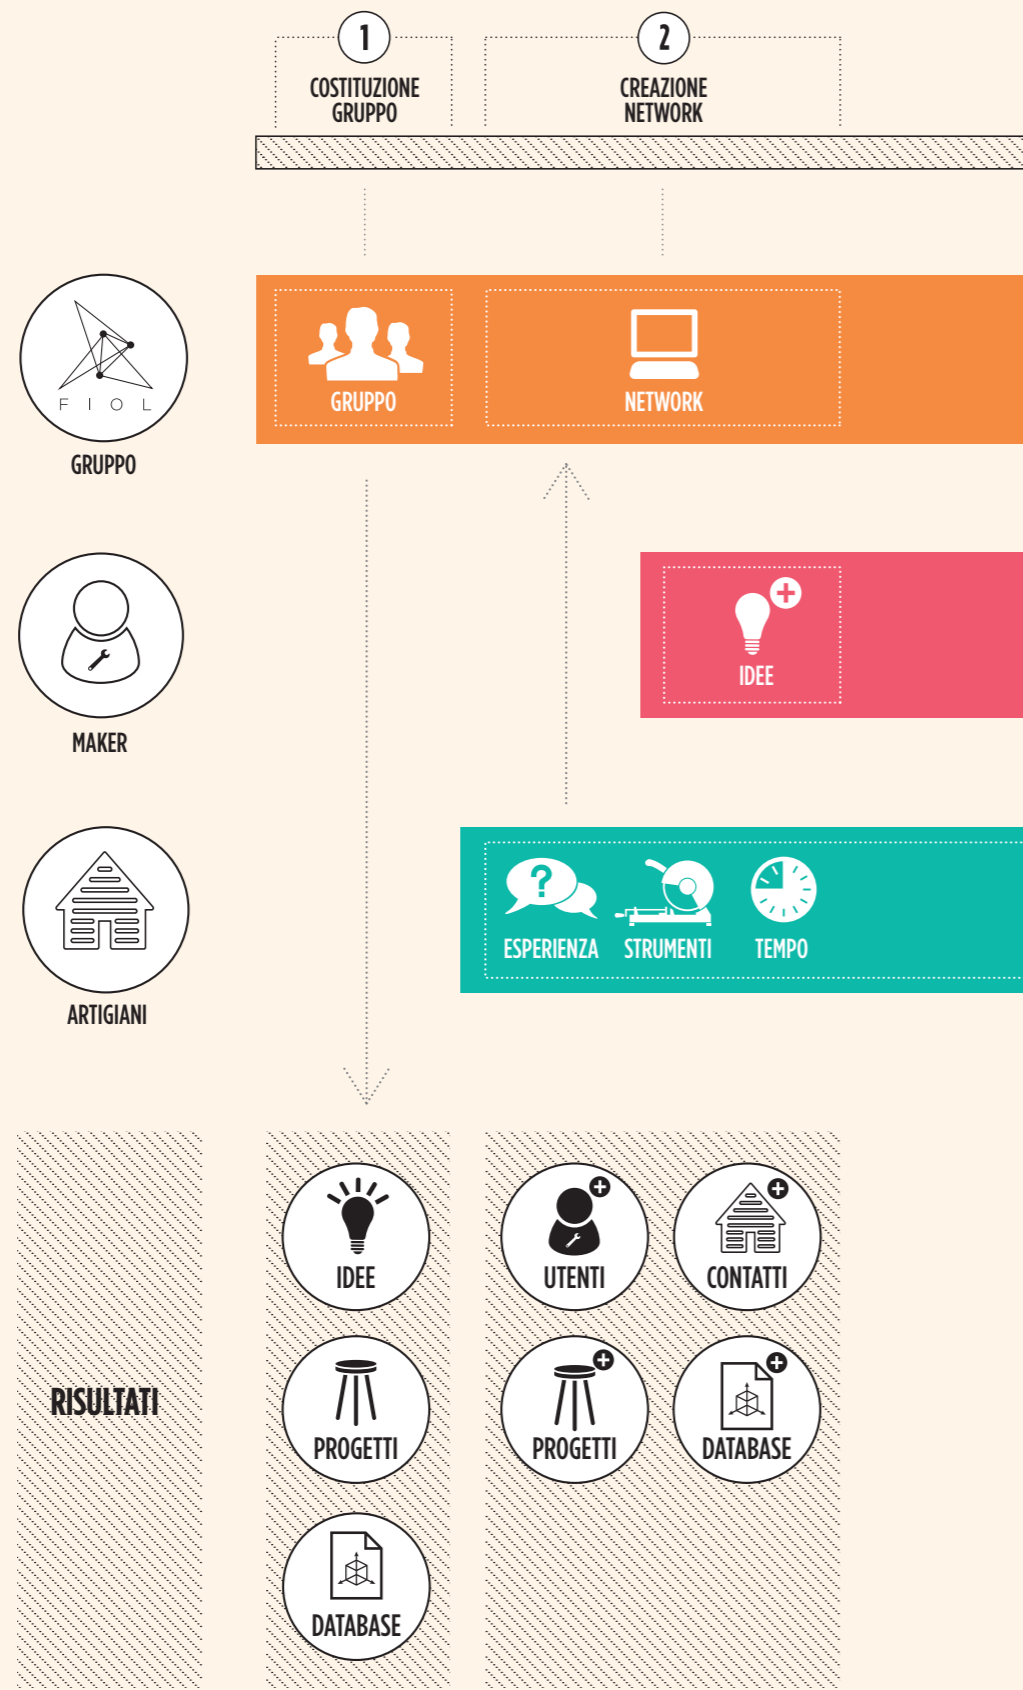 1
COSTITUZIONE
GRUPPO
2
CREAZIONE
NETWORK
FIOL
GRUPPO
GRUPPO
NETWORK
MAKER
IDEE
ARTIGIANI
ESPERIENZA
STRUMENTI
TEMPO
RISULTATI
IDEE
UTENTI
CONTATTI
PROGETTI
PROGETTI
DATABASE
DATABASE